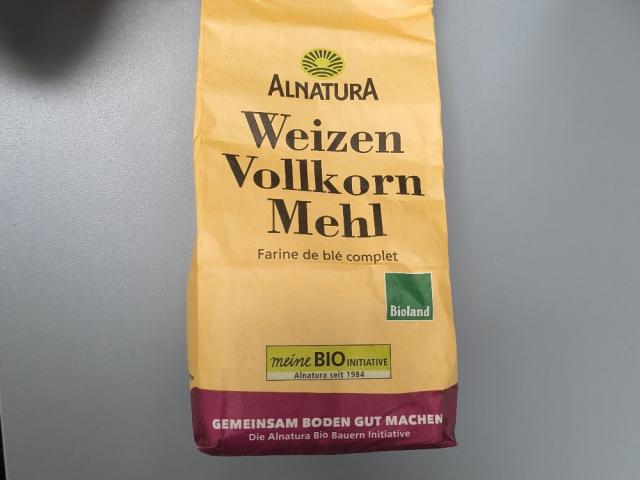 ALNATURA
Weizen
Vollkorn
Mehl
Farine de blé complet
Bioland
meine BIO INITIATIVE
Alnatura seit 1984
GEMEINSAM BODEN GUT MACHEN
Die Alnatura Bio Bauern Initiative